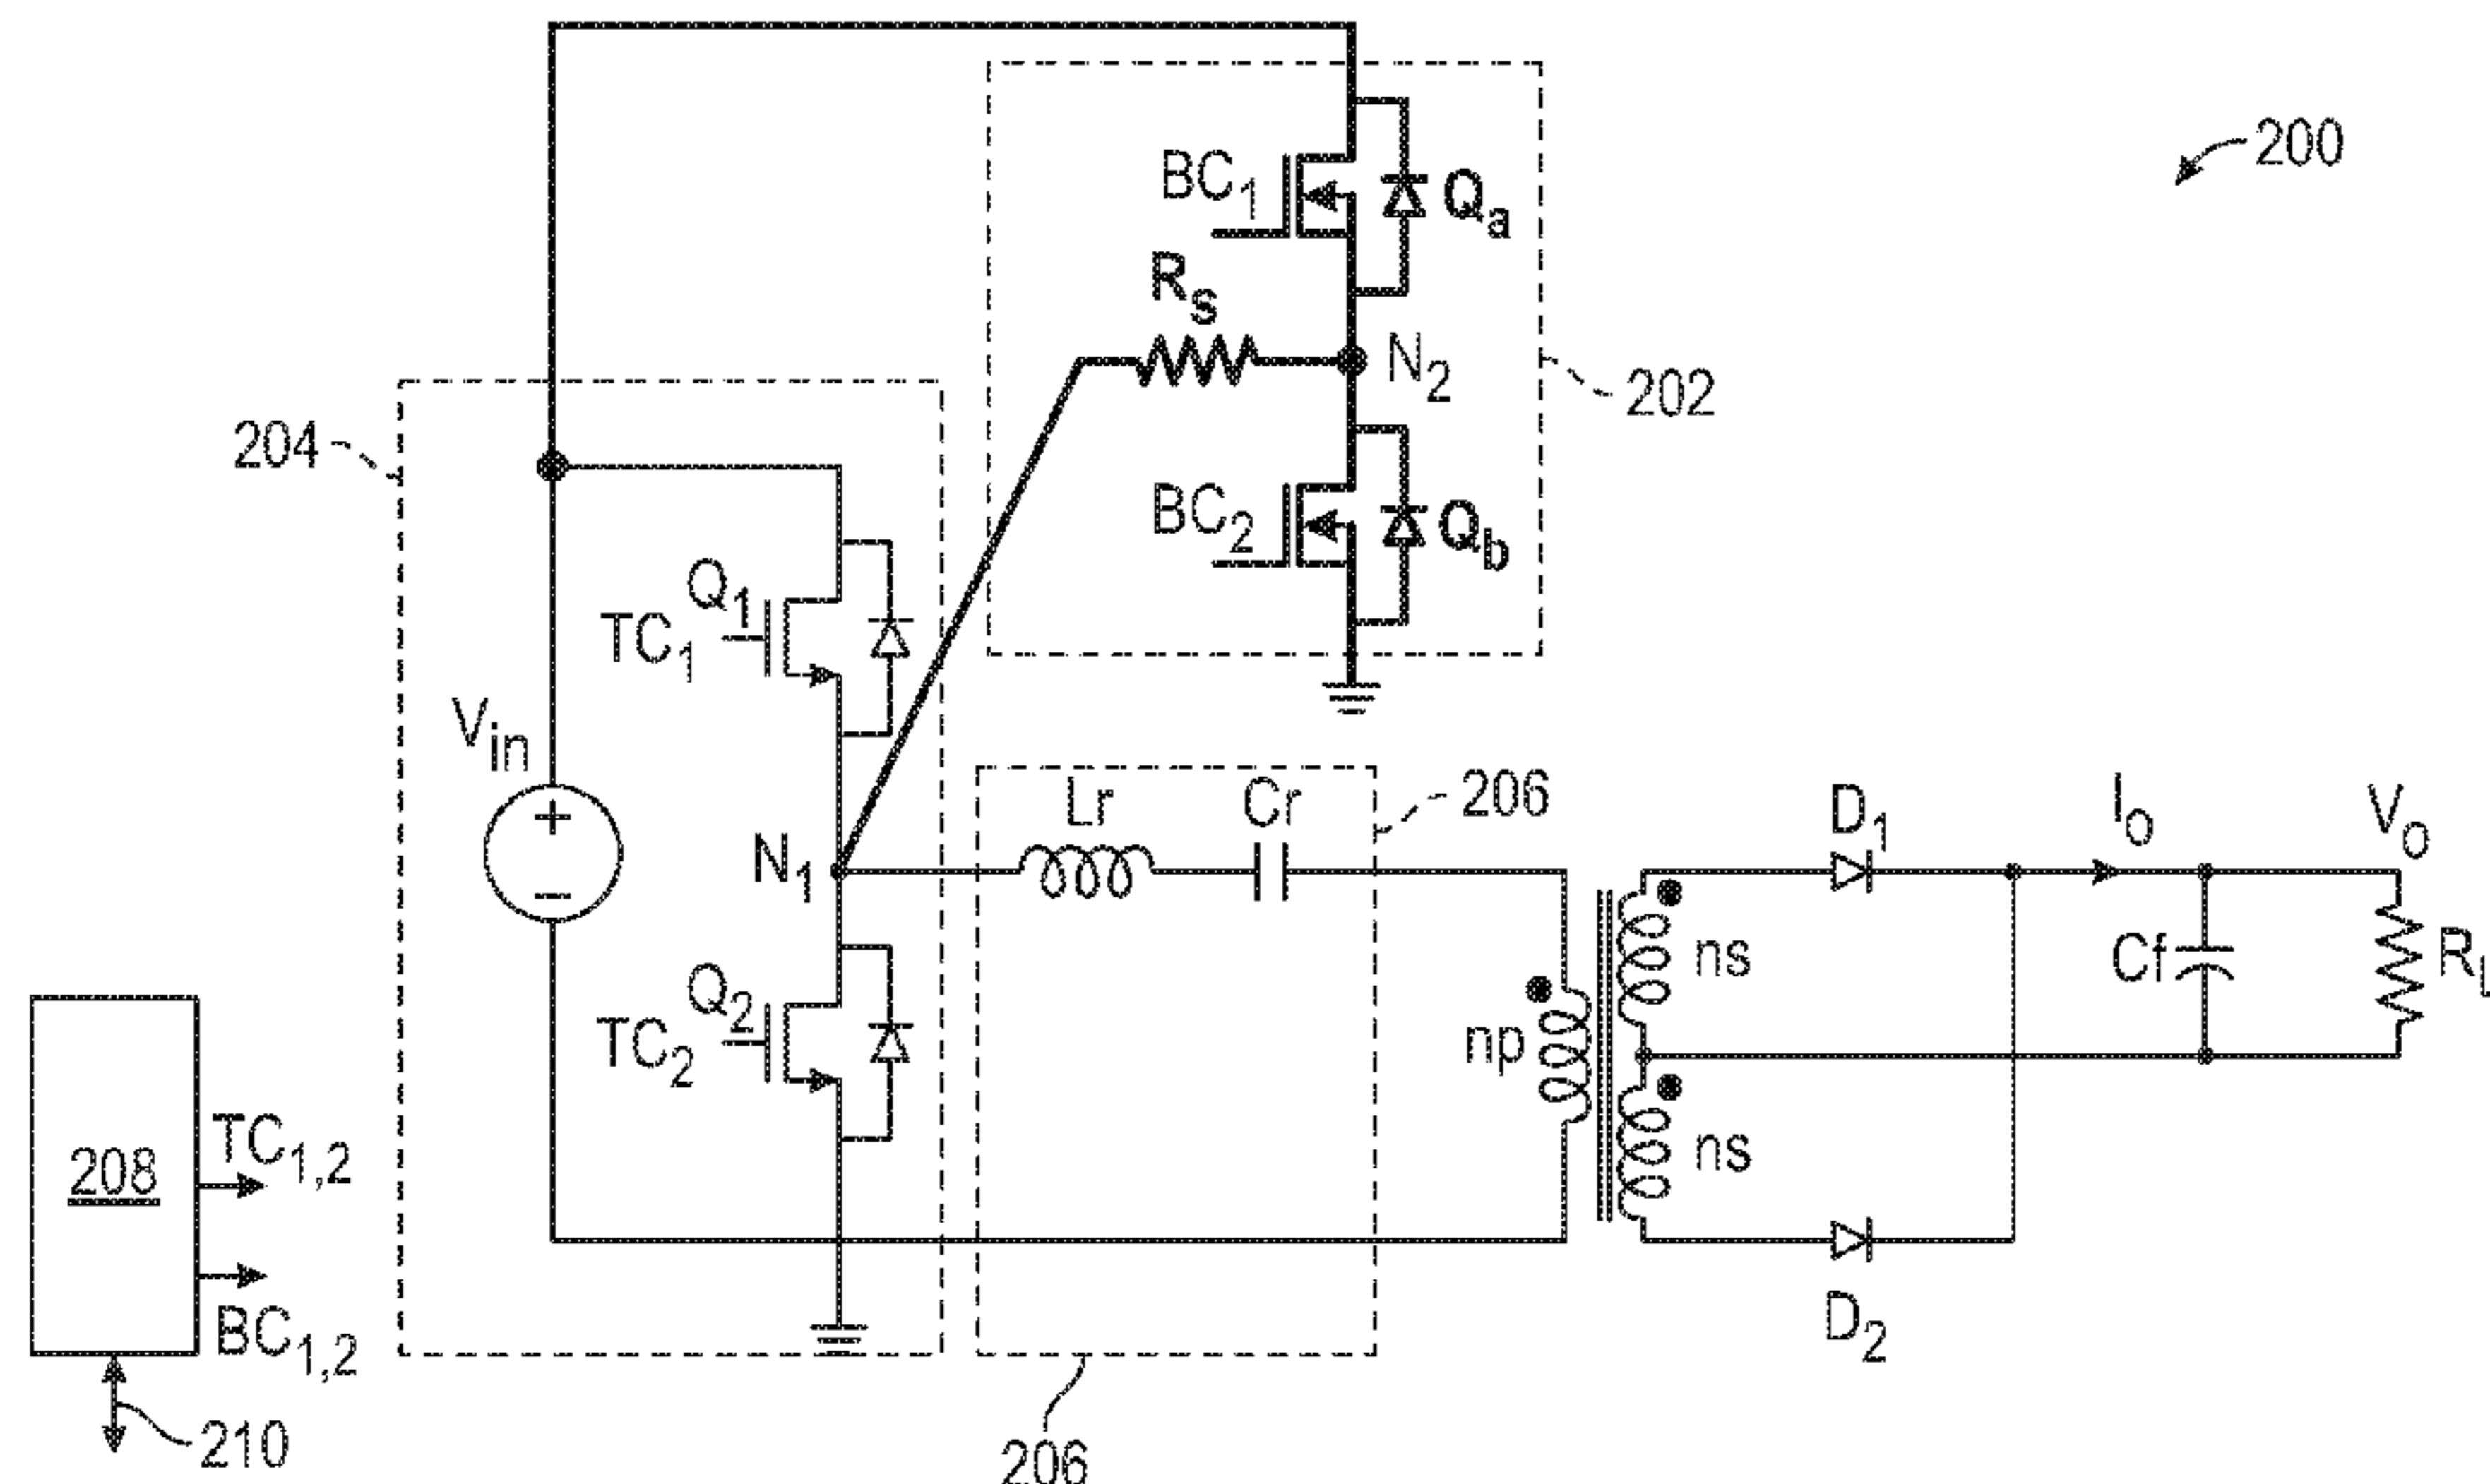 200
BC1
Qa
Rs
N2
202
204
BC2
Qb
Q1
TC1
Vin
+
−
N1
Lr
Cr
206
D1
Io
Vo
Q2
TC2
np
ns
ns
Cf
RL
208
TC1,2
BC1,2
D2
210
206